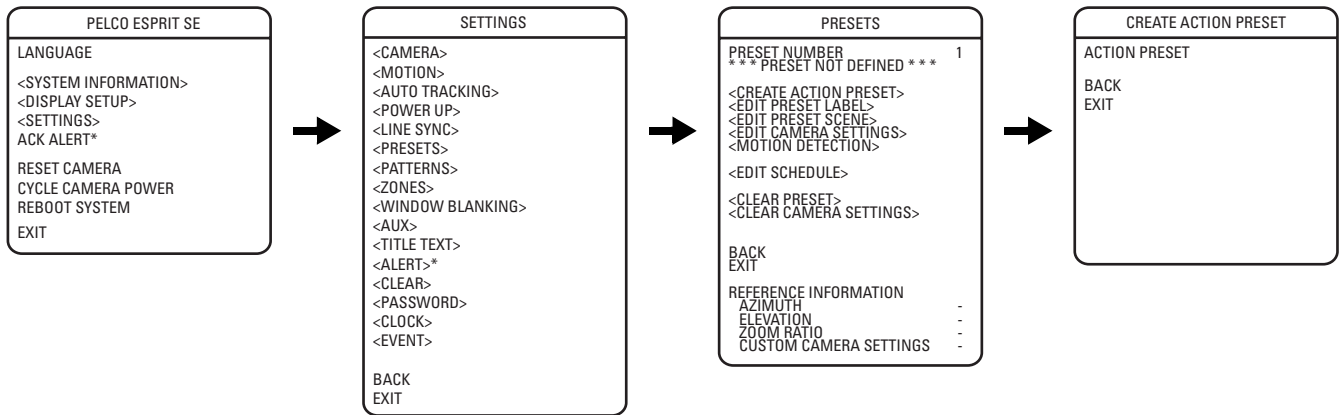 PELCO ESPRIT SE
LANGUAGE
<SYSTEM INFORMATION>
<DISPLAY SETUP>
<SETTINGS>
ACK ALERT*
RESET CAMERA
CYCLE CAMERA POWER
REBOOT SYSTEM
EXIT
SETTINGS
<CAMERA>
<MOTION>
<AUTO TRACKING>
<POWER UP>
<LINE SYNC>
<PRESETS>
<PATTERNS>
<ZONES>
<WINDOW BLANKING>
<AUX>
<TITLE TEXT>
<ALERT>*
<CLEAR>
<PASSWORD>
<CLOCK>
<EVENT>
BACK
EXIT
PRESETS
PRESET NUMBER 1
* * * PRESET NOT DEFINED * * *
<CREATE ACTION PRESET>
<EDIT PRESET LABEL>
<EDIT PRESET SCENE>
<EDIT CAMERA SETTINGS>
<MOTION DETECTION>
<EDIT SCHEDULE>
<CLEAR PRESET>
<CLEAR CAMERA SETTINGS>
BACK
EXIT
REFERENCE INFORMATION
AZIMUTH -
ELEVATION -
ZOOM RATIO -
CUSTOM CAMERA SETTINGS -
CREATE ACTION PRESET
ACTION PRESET
BACK
EXIT